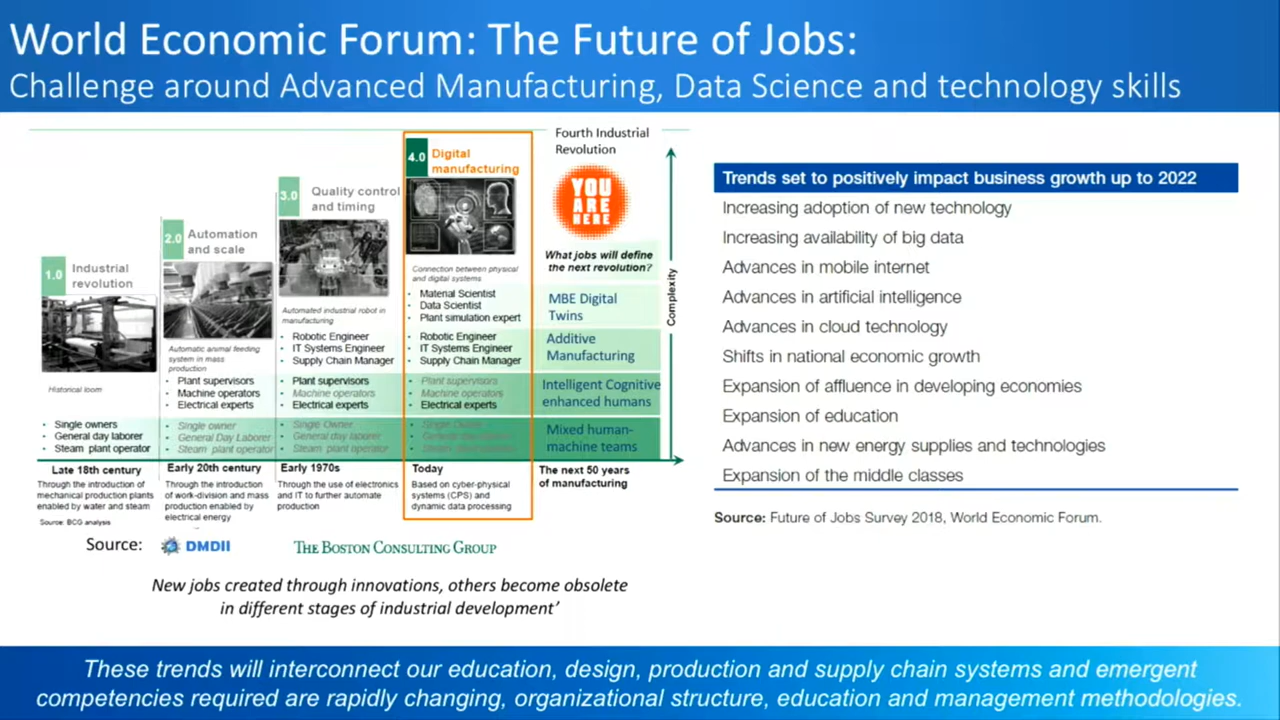 World Economic Forum: The Future of Jobs:
Challenge around Advanced Manufacturing, Data Science and technology skills
1.0 Industrial
revolution
Historical loom
• Single owners
• General day laborer
• Steam plant operator
Late 18th century
Through the introduction of
mechanical production plants
enabled by water and steam
Source: BCG analysis
2.0 Automation
and scale
Automatic animal feeding
system in mass
production
• Plant supervisors
• Machine operators
• Electrical experts
• Single owner
• General Day Laborer
• Steam plant operator
Early 20th century
Through the introduction
of work-division and mass
production enabled by
electrical energy
3.0 Quality control
and timing
Automated industrial robot in
manufacturing
• Robotic Engineer
• IT Systems Engineer
• Supply Chain Manager
• Plant supervisors
• Machine operators
• Electrical experts
• Single Owner
• General day laborer
• Steam plant operator
Early 1970s
Through the use of electronics
and IT to further automate
production
4.0 Digital
manufacturing
Connection between physical
and digital systems
• Material Scientist
• Data Scientist
• Plant simulation expert
• Robotic Engineer
• IT Systems Engineer
• Supply Chain Manager
• Plant supervisors
• Machine operators
• Electrical experts
• Single Owner
• General day laborer
• Steam plant operator
Today
Based on cyber-physical
systems (CPS) and
dynamic data processing
Fourth Industrial
Revolution
YOU
ARE
HERE
What jobs will define
the next revolution?
MBE Digital
Twins
Additive
Manufacturing
Intelligent Cognitive
enhanced humans
Mixed human-
machine teams
The next 50 years
of manufacturing
Complexity
Source: DMDII THE BOSTON CONSULTING GROUP
New jobs created through innovations, others become obsolete
in different stages of industrial development’
Trends set to positively impact business growth up to 2022
Increasing adoption of new technology
Increasing availability of big data
Advances in mobile internet
Advances in artificial intelligence
Advances in cloud technology
Shifts in national economic growth
Expansion of affluence in developing economies
Expansion of education
Advances in new energy supplies and technologies
Expansion of the middle classes
Source: Future of Jobs Survey 2018, World Economic Forum.
These trends will interconnect our education, design, production and supply chain systems and emergent
competencies required are rapidly changing, organizational structure, education and management methodologies.